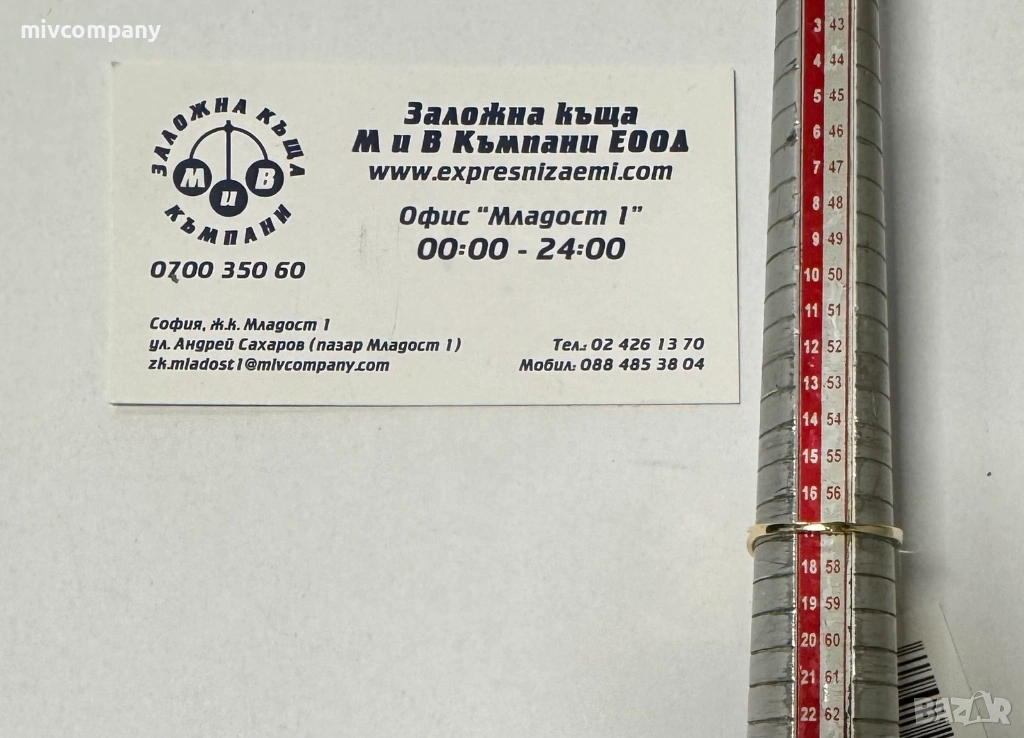 mivcompany
ЗАЛОЖНА КЪЩА
М и В
КЪМПАНИ
0700 350 60
Заложна къща
М и В Къмпани ЕООД
www.expresnizaemi.com
Офис "Младост 1"
00:00 - 24:00
София, ж.к. Младост 1
ул. Андрей Сахаров (пазар Младост 1)
zk.mladost1@mivcompany.com
Тел.: 02 426 13 70
Мобил: 088 485 38 04
3 43
4 44
5 45
6 46
7 47
8 48
9 49
10 50
11 51
12 52
13 53
14 54
15 55
16 56
18 58
19 59
20 60
21 61
22 62
BAZAR